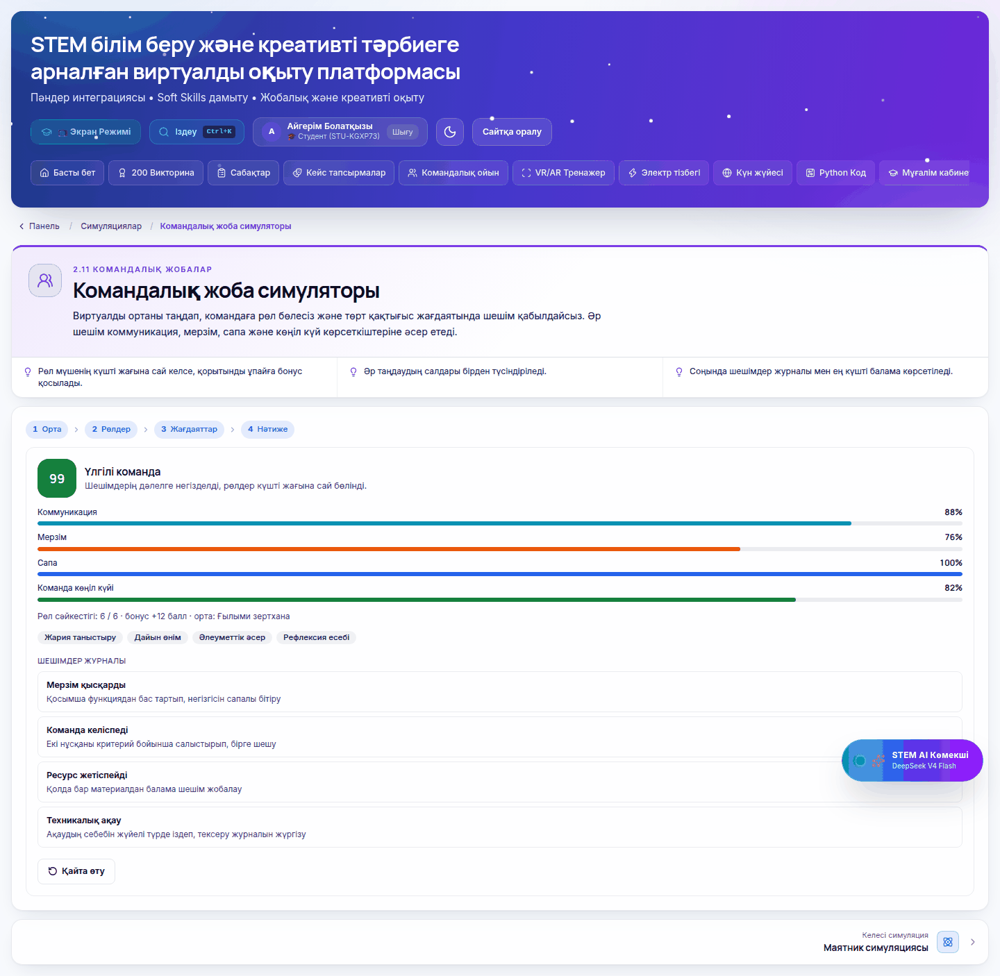 STEM білім беру және креативті тәрбиеге
арналған виртуалды оқыту платформасы
Пәндер интеграциясы • Soft Skills дамыту • Жобалық және креативті оқыту
Экран Режимі
Іздеу Ctrl+K
А Айгерім Болатқызы
Студент (STU-KGXP73)
Шығу
Сайтқа оралу
Басты бет
200 Викторина
Сабақтар
Кейс тапсырмалар
Командалық ойын
VR/AR Тренажер
Электр тізбегі
Күн жүйесі
Python Код
Мұғалім кабине
Панель / Симуляциялар / Командалық жоба симуляторы
2.11 КОМАНДАЛЫҚ ЖОБАЛАР
Командалық жоба симуляторы
Виртуалды ортаны таңдап, командаға рөл бөлесіз және төрт қақтығыс жағдаятында шешім қабылдайсыз. Әр
шешім коммуникация, мерзім, сапа және көңіл күй көрсеткіштеріне әсер етеді.
Рөл мүшенің күшті жағына сай келсе, қорытынды ұпайға бонус
қосылады.
Әр таңдаудың салдары бірден түсіндіріледі.
Соңында шешімдер журналы мен ең күшті балама көрсетіледі.
1 Орта
2 Рөлдер
3 Жағдаяттар
4 Нәтиже
99
Үлгілі команда
Шешімдерің дәлелге негізделді, рөлдер күшті жағына сай бөлінді.
Коммуникация 88%
Мерзім 76%
Сапа 100%
Команда көңіл күйі 82%
Рөл сәйкестігі: 6 / 6 · бонус +12 балл · орта: Ғылыми зертхана
Жария таныстыру
Дайын өнім
Әлеуметтік әсер
Рефлексия есебі
ШЕШІМДЕР ЖУРНАЛЫ
Мерзім қысқарды
Қосымша функциядан бас тартып, негізгісін сапалы бітіру
Команда келіспеді
Екі нұсқаны критерий бойынша салыстырып, бірге шешу
STEM AI Көмекші
DeepSeek V4 Flash
Ресурс жетіспейді
Қолда бар материалдан балама шешім жобалау
Техникалық ақау
Ақаудың себебін жүйелі түрде іздеп, тексеру журналын жүргізу
Қайта өту
Келесі симуляция
Маятник симуляциясы